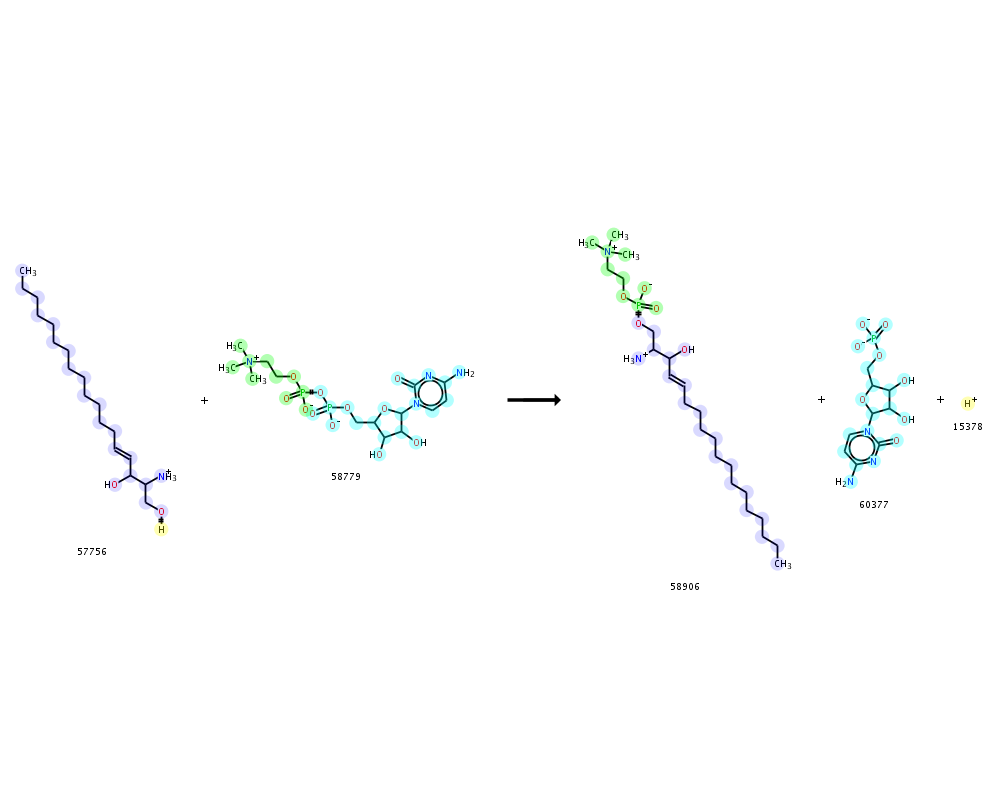 CH3
HO
NH3
+
O
H
57756
+
H3C
N+
H3C
CH3
O
O
P
O
O-
O
P
O-
O
O
HO
OH
N
O
N
NH2
58779
CH3
H3C
N+
CH3
O
O-
P
O
O
H3N+
OH
CH3
58906
+
O-
O
O-
P
O
O
OH
OH
N
O
N
H2N
60377
+
H+
15378